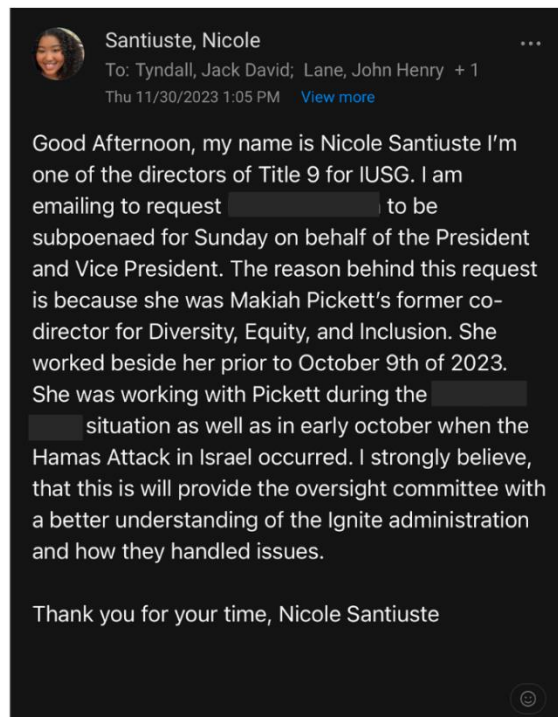 Santiuste, Nicole
To: Tyndall, Jack David; Lane, John Henry + 1
Thu 11/30/2023 1:05 PM View more
Good Afternoon, my name is Nicole Santiuste I'm
one of the directors of Title 9 for IUSG. I am
emailing to request to be
subpoenaed for Sunday on behalf of the President
and Vice President. The reason behind this request
is because she was Makiah Pickett's former co-
director for Diversity, Equity, and Inclusion. She
worked beside her prior to October 9th of 2023.
She was working with Pickett during the
situation as well as in early october when the
Hamas Attack in Israel occurred. I strongly believe,
that this is will provide the oversight committee with
a better understanding of the Ignite administration
and how they handled issues.
Thank you for your time, Nicole Santiuste